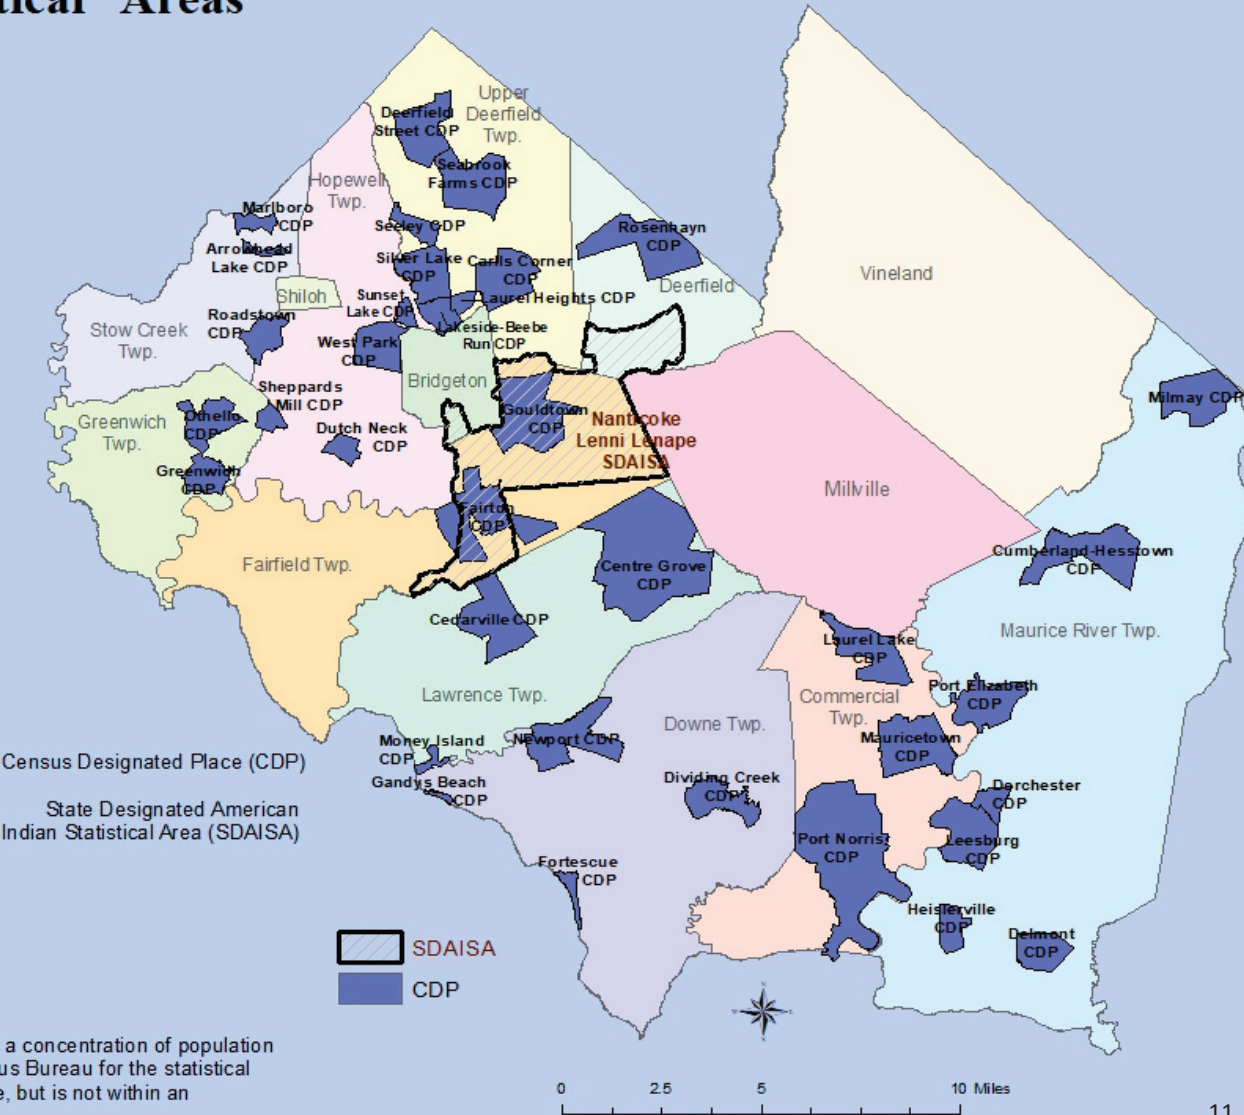 tical Areas
Upper
Deerfield
Twp.
Deerfield
Street CDP
Seabrook
Farms CDP
Hopewell
Twp.
Marlboro
CDP
Seeley CDP
Rosenhayn
CDP
Arrowhead
Lake CDP
Silver Lake
CDP
Carlls Corner
CDP
Vineland
Deerfield
Shiloh
Sunset
Lake CDP
Laurel Heights CDP
Roadstown
CDP
Stow Creek
Twp.
West Park
CDP
Lakeside-Beebe
Run CDP
Bridgeton
Sheppards
Mill CDP
Milmay CDP
Greenwich
Twp.
Othello
CDP
Dutch Neck
CDP
Gouldtown
CDP
Nanticoke
Lenni Lenape
SDAISA
Greenwich
CDP
Millville
Fairton
CDP
Fairfield Twp.
Centre Grove
CDP
Cumberland-Hesstown
CDP
Cedarville CDP
Maurice River Twp.
Laurel Lake
CDP
Lawrence Twp.
Commercial
Twp.
Port Elizabeth
CDP
Downe Twp.
Money Island
CDP
Newport CDP
Mauricetown
CDP
Gandys Beach
CDP
Dividing Creek
CDP
Dorchester
CDP
Census Designated Place (CDP)
State Designated American
Indian Statistical Area (SDAISA)
Port Norris
CDP
Leesburg
CDP
Fortescue
CDP
Heislerville
CDP
Delmont
CDP
SDAISA
CDP
a concentration of population
us Bureau for the statistical
e, but is not within an
0 2.5 5 10 Miles
11